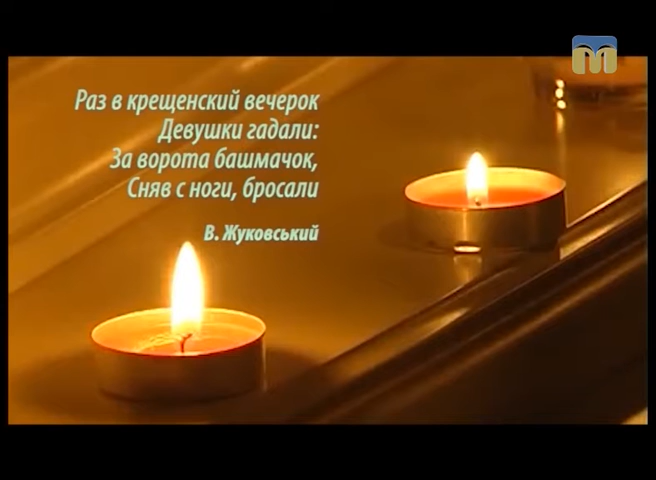 Раз в крещенский вечерок
Девушки гадали:
За ворота башмачок,
Сняв с ноги, бросали
В. Жуковський